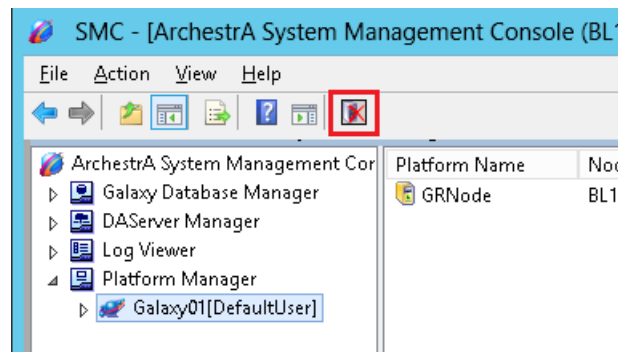 SMC - [ArchestrA System Management Console (BL1
File Action View Help
ArchestrA System Management Cor
Galaxy Database Manager
DAServer Manager
Log Viewer
Platform Manager
Galaxy01[DefaultUser]
Platform Name Noc
GRNode BL1